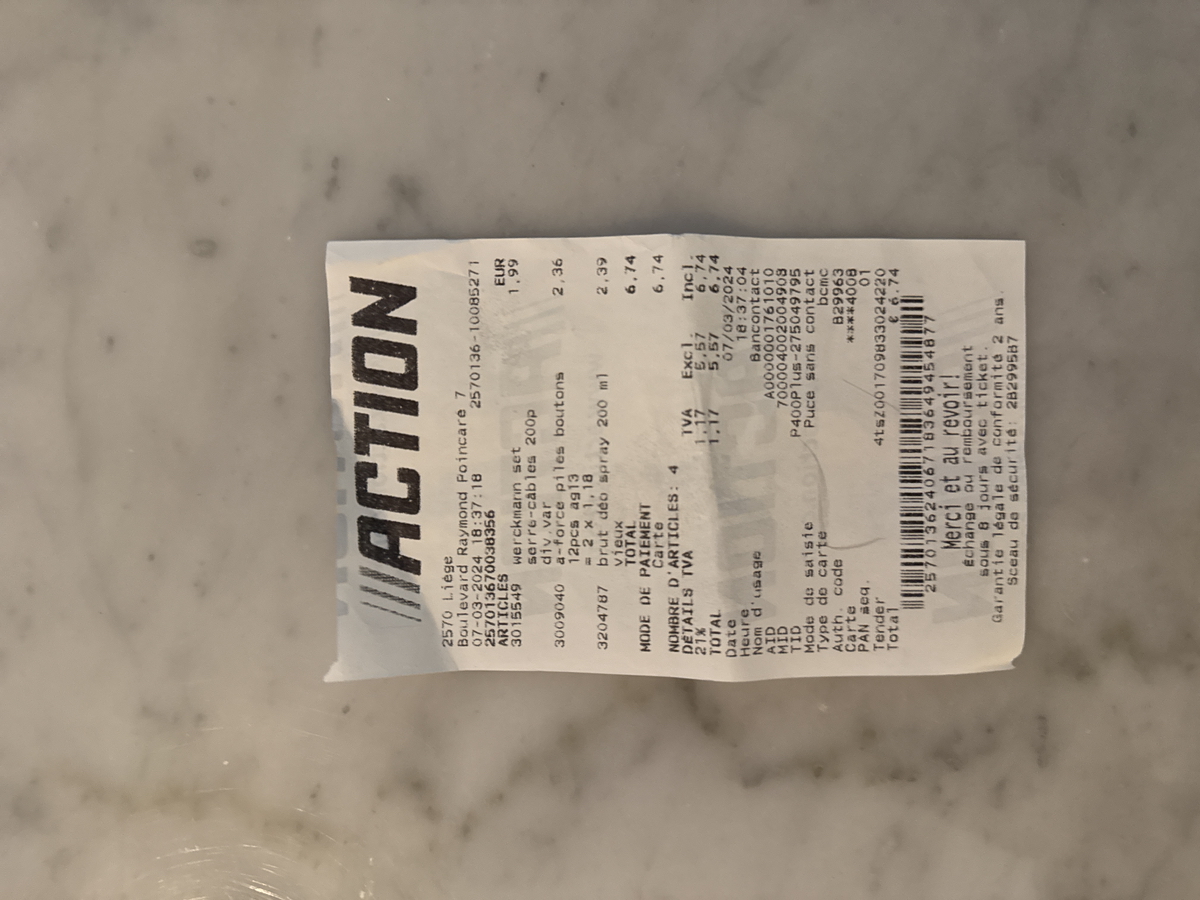 ///ACTION
2570 Liège
Boulevard Raymond Poincaré 7
07-03-2024 18:37:18 2570136-10085271
2570136700 38356
ARTICLES EUR
3015549 werckmann set 1,99
serre-câbles 200p
div.var
3009040 a-force piles boutons 2,36
12pcs ag13
= 2 x 1,18
3204787 brut déo spray 200 ml 2,39
vieux
TOTAL 6,74
MODE DE PAIEMENT
Carte 6,74
NOMBRE D'ARTICLES: 4
DÉTAILS TVA TVA Excl. Incl.
21% 1,17 5,57 6,74
TOTAL 1,17 5,57 6,74
Date 07/03/2024
Heure 18:37:04
Nom d'usage Bancontact
AID A0000001761010
MID 70000402004908
TID P400Plus-275049795
Mode de saisie Puce sans contact
Type de carte bcmc
Auth. code B29963
Carte ****4008
PAN seq. 01
Tender 4tsZ001709833024220
Total € 6,74
257013624067183649454877
Merci et au revoir!
Échange ou remboursement
sous 8 jours avec ticket.
Garantie légale de conformité 2 ans.
Sceau de sécurité: 2B299587